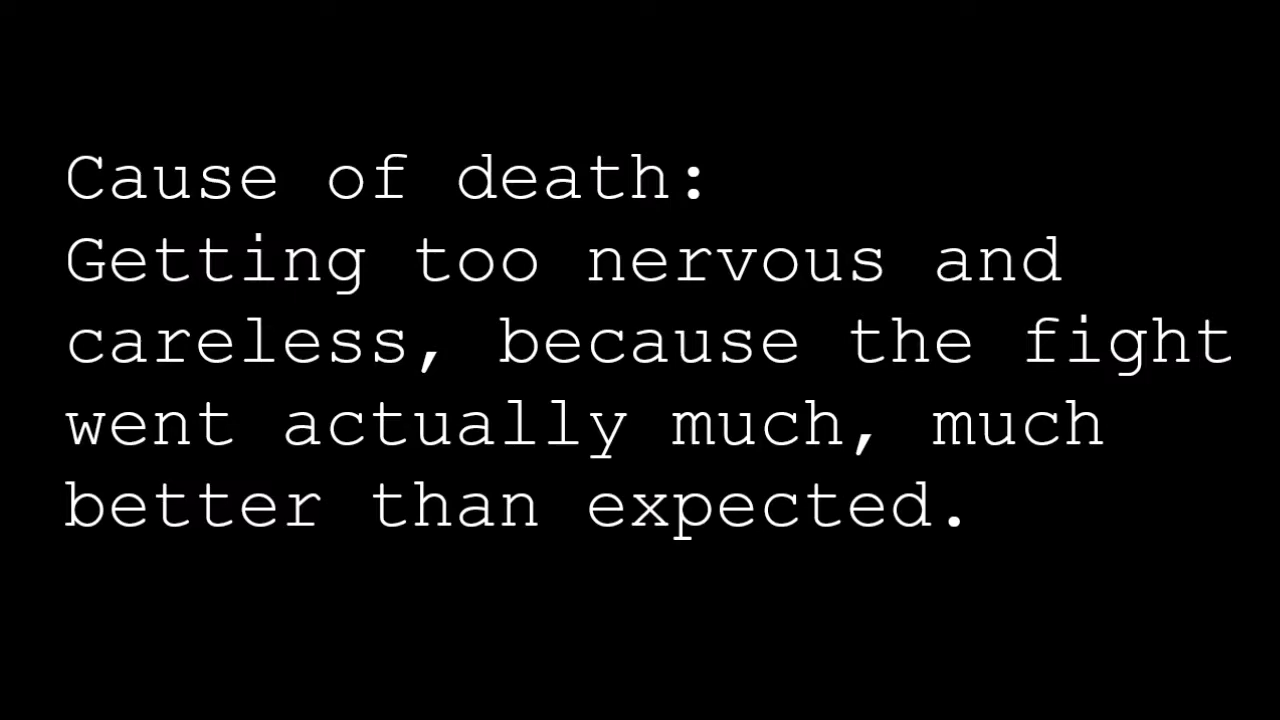 Cause of death:
Getting too nervous and
careless, because the fight
went actually much, much
better than expected.